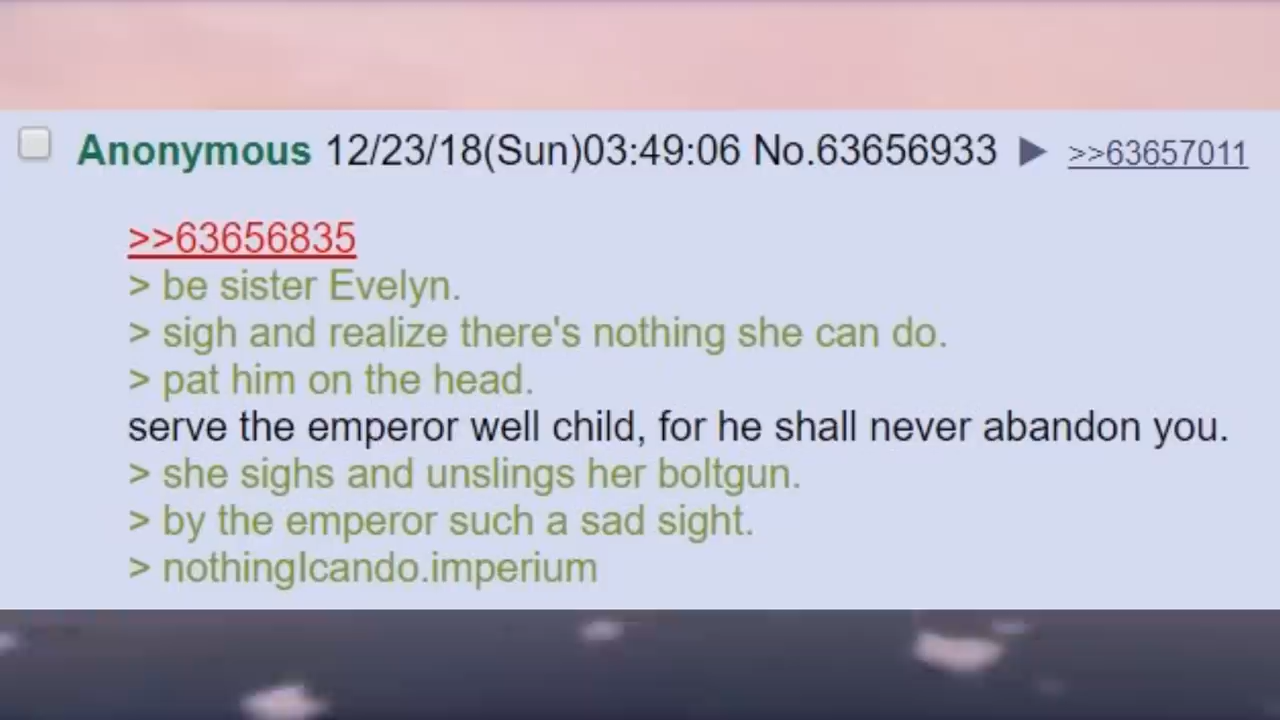 Anonymous 12/23/18(Sun)03:49:06 No.63656933 ▶ >>63657011
>>63656835
> be sister Evelyn.
> sigh and realize there's nothing she can do.
> pat him on the head.
serve the emperor well child, for he shall never abandon you.
> she sighs and unslings her boltgun.
> by the emperor such a sad sight.
> nothingIcando.imperium